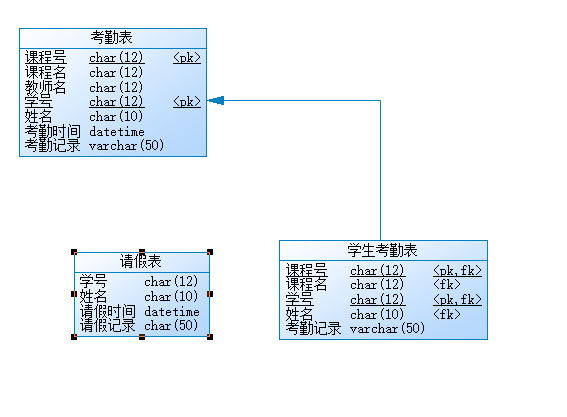 考勤表
课程号 char(12) <pk>
课程名 char(12)
教师名 char(12)
学号 char(12) <pk>
姓名 char(10)
考勤时间 datetime
考勤记录 varchar(50)
请假表
学号 char(12)
姓名 char(10)
请假时间 datetime
请假记录 char(50)
学生考勤表
课程号 char(12) <pk,fk>
课程名 char(12) <fk>
学号 char(12) <pk,fk>
姓名 char(10) <fk>
考勤记录 varchar(50)